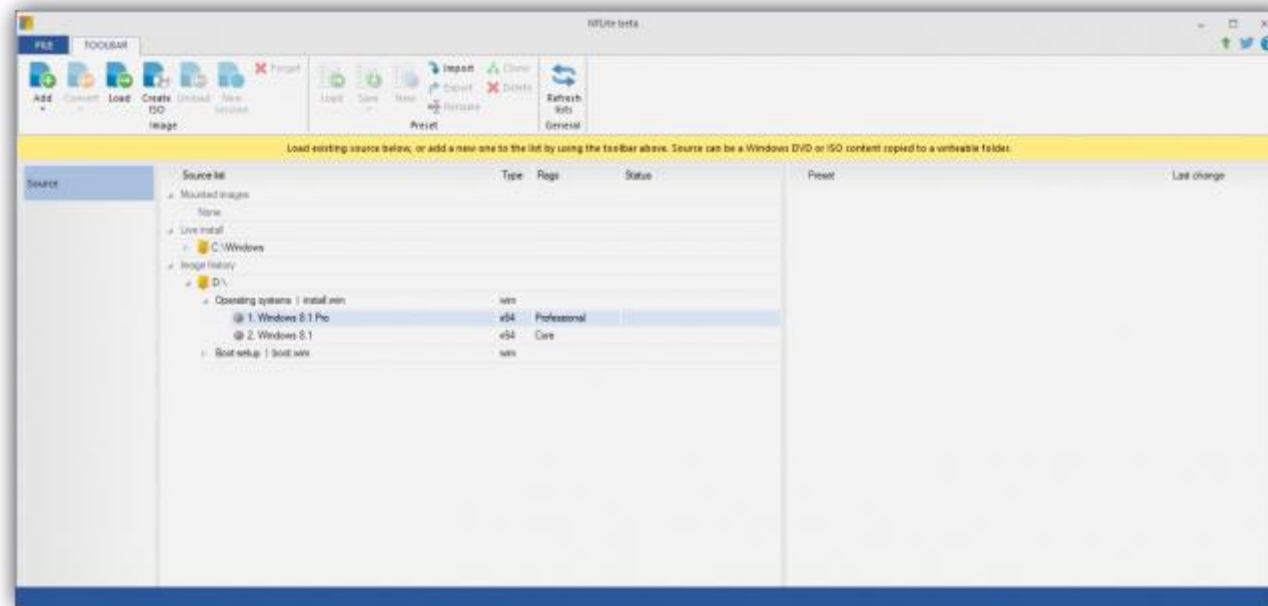 NTLite beta
FILE TOOLBAR
Add Convert Load Create ISO Unload New session Forget
Load Save New Import Export Rename Clone Delete
Refresh lists
Image Preset General
Load existing source below, or add a new one to the list by using the toolbar above. Source can be a Windows DVD or ISO content copied to a writeable folder.
Source
Source list Type Flags Status Preset Last change
Mounted images
None
Live install
C:\Windows
Image history
D:\
Operating systems | install.wim wim
1. Windows 8.1 Pro x64 Professional
2. Windows 8.1 x64 Core
Boot setup | boot.wim wim